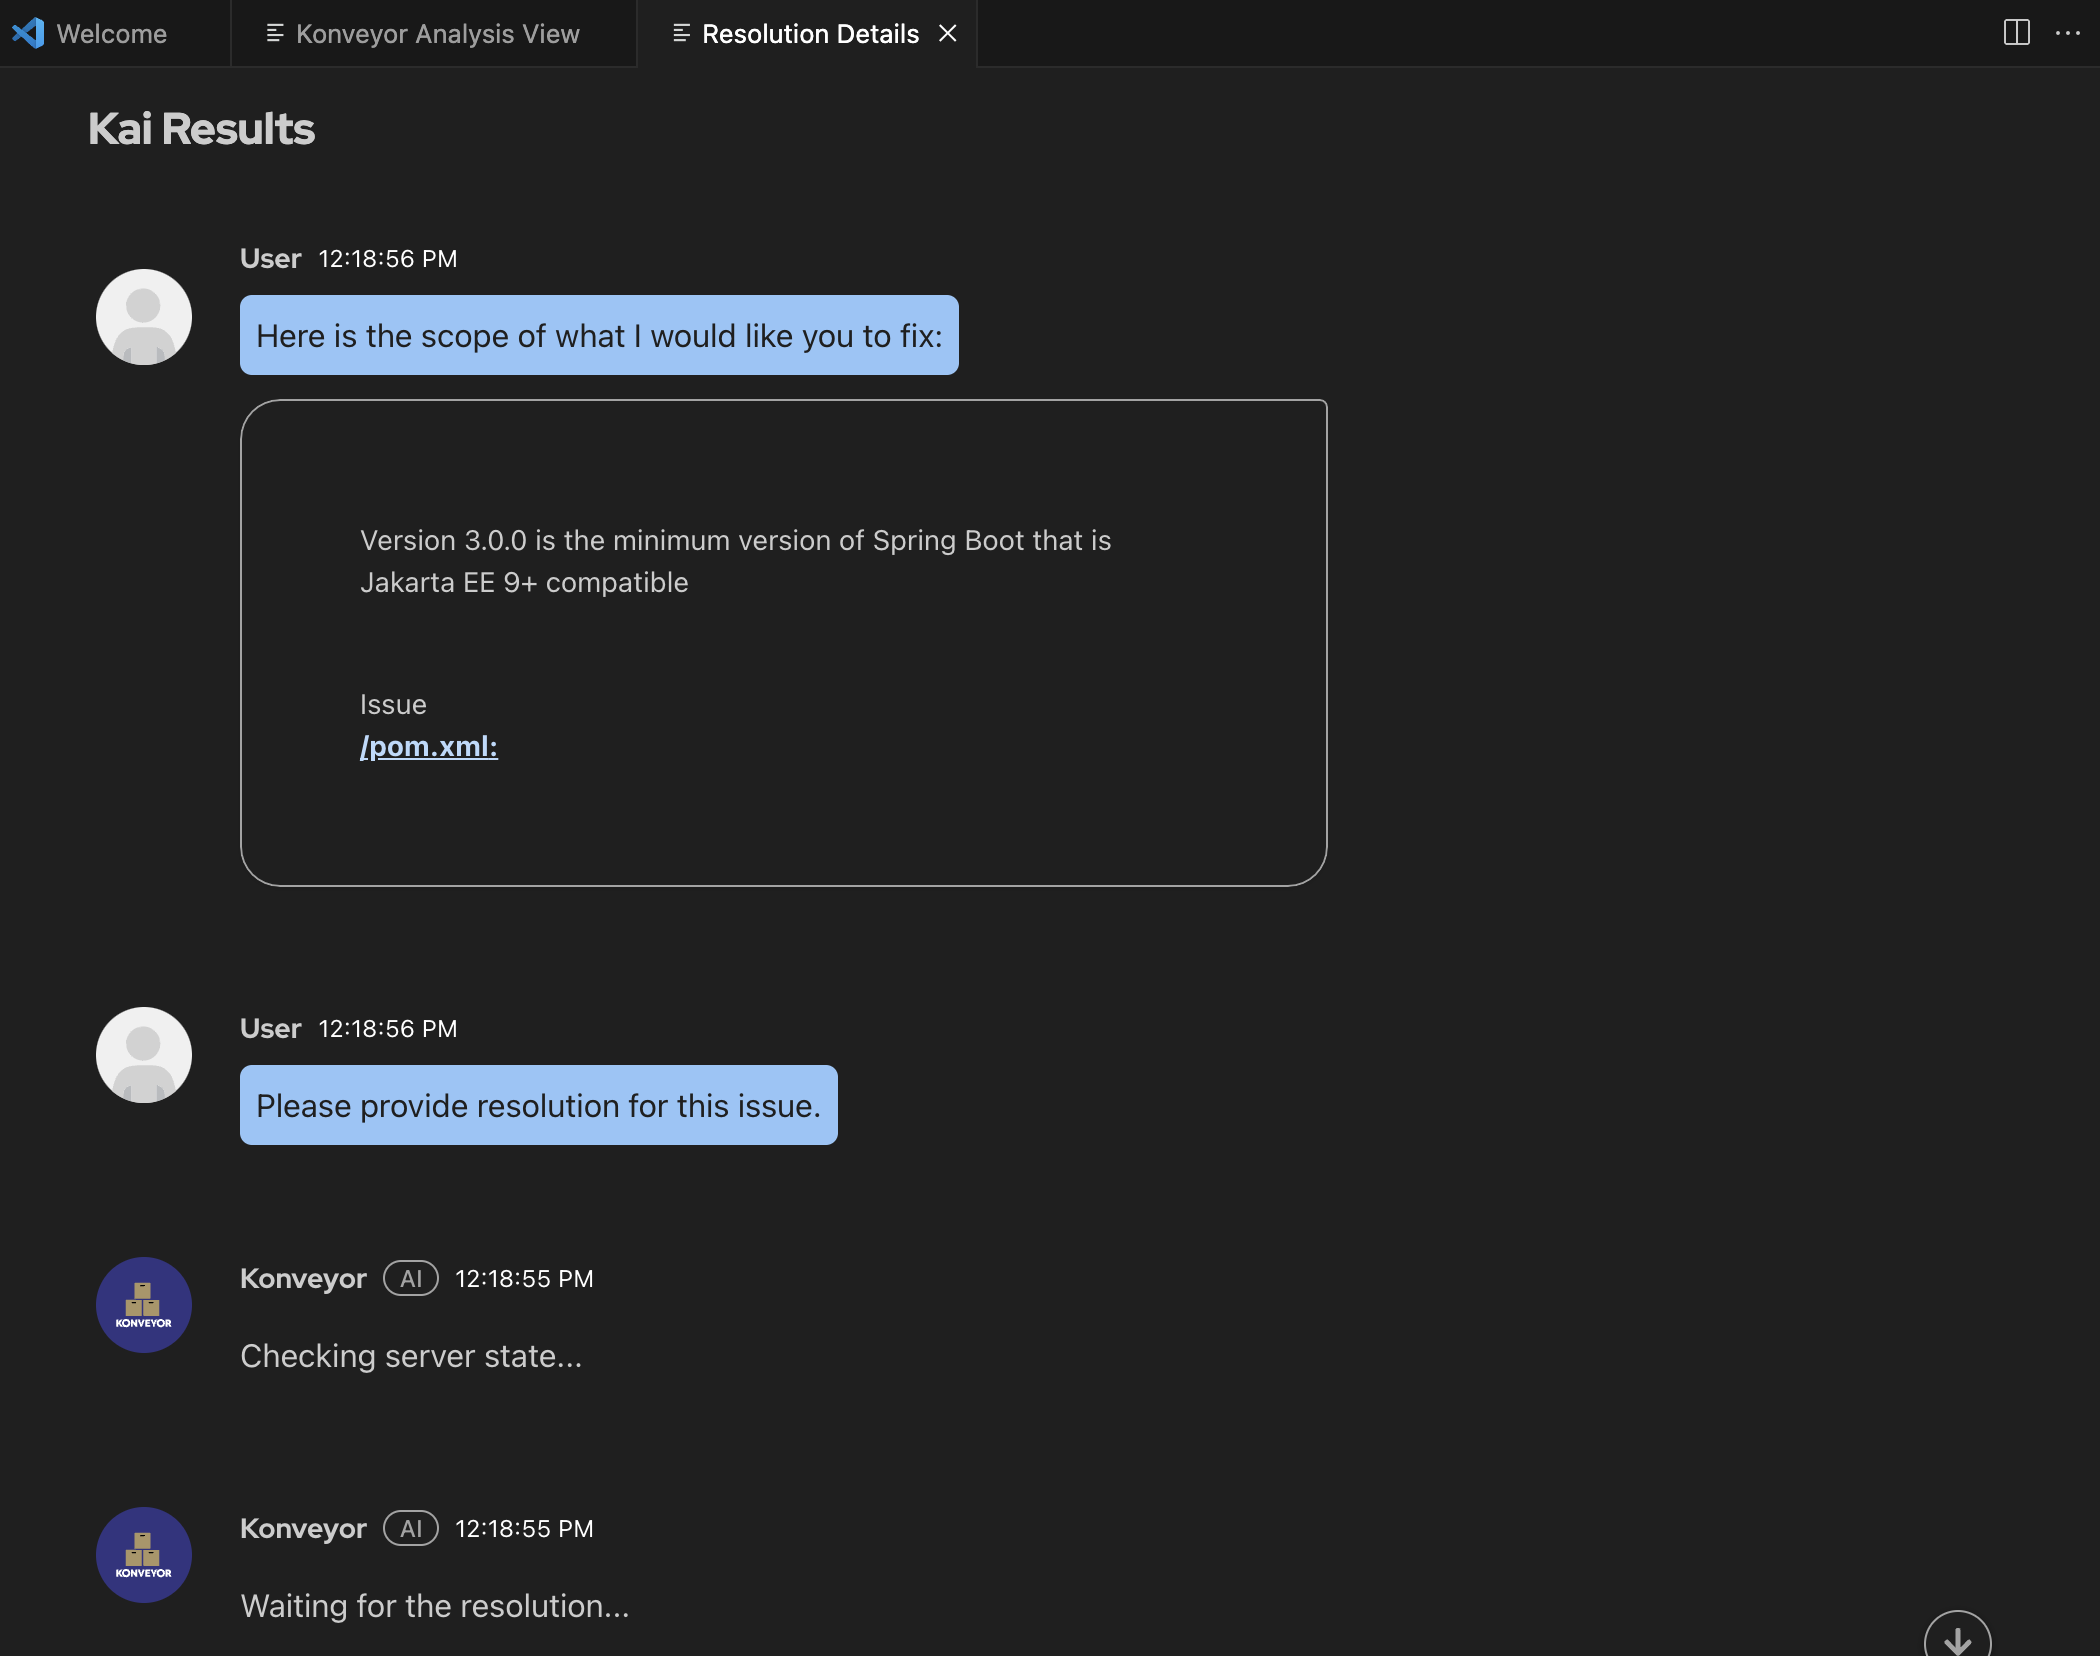 Welcome
Konveyor Analysis View
Resolution Details
Kai Results
User 12:18:56 PM
Here is the scope of what I would like you to fix:
Version 3.0.0 is the minimum version of Spring Boot that is
Jakarta EE 9+ compatible
Issue
/pom.xml:
User 12:18:56 PM
Please provide resolution for this issue.
Konveyor AI 12:18:55 PM
KONVEYOR
Checking server state...
Konveyor AI 12:18:55 PM
KONVEYOR
Waiting for the resolution...